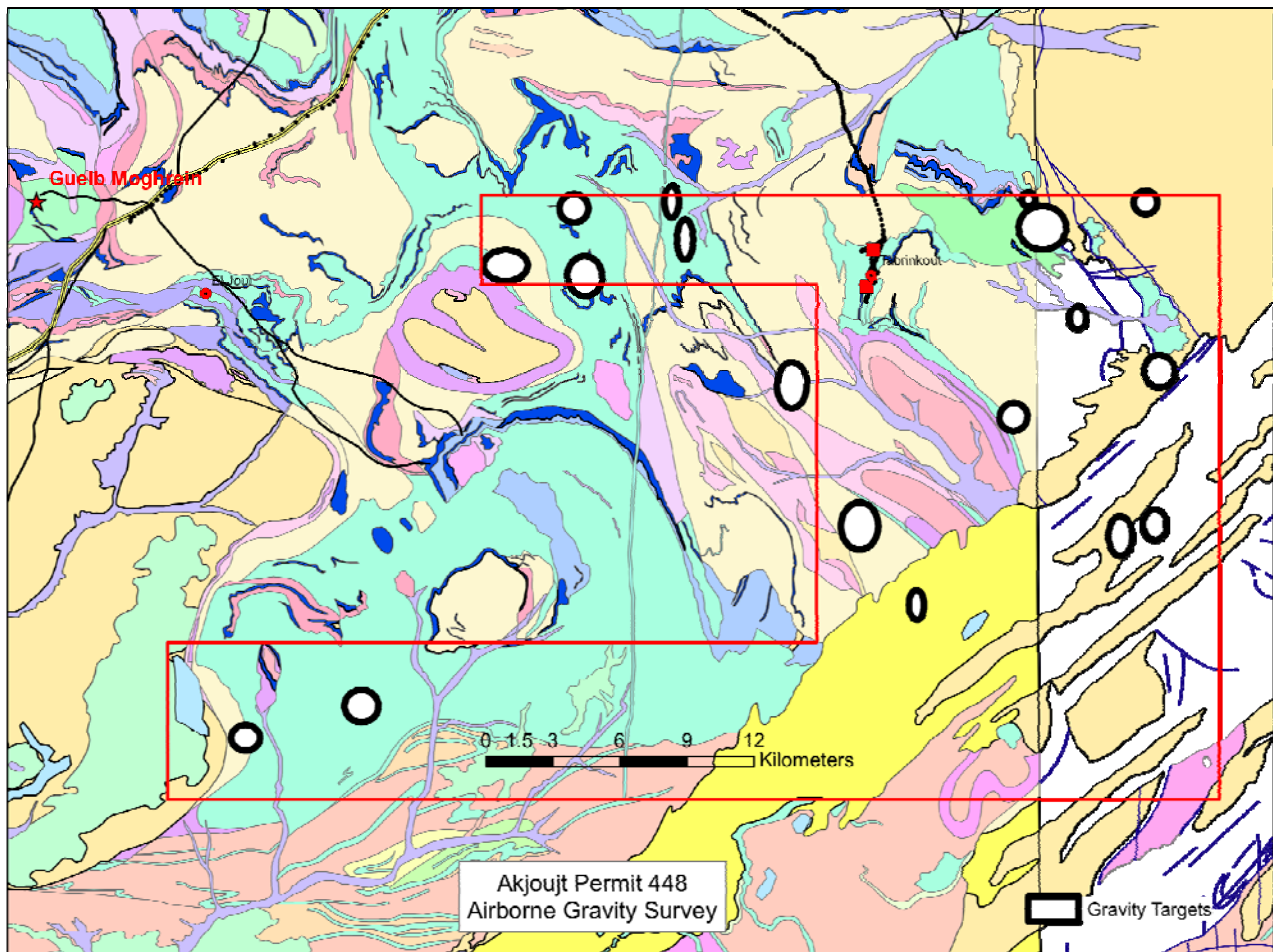 Guelb Moghrein
Tabrinkout
El Joul
0 1.5 3 6 9 12
Kilometers
Akjoujt Permit 448
Airborne Gravity Survey
Gravity Targets